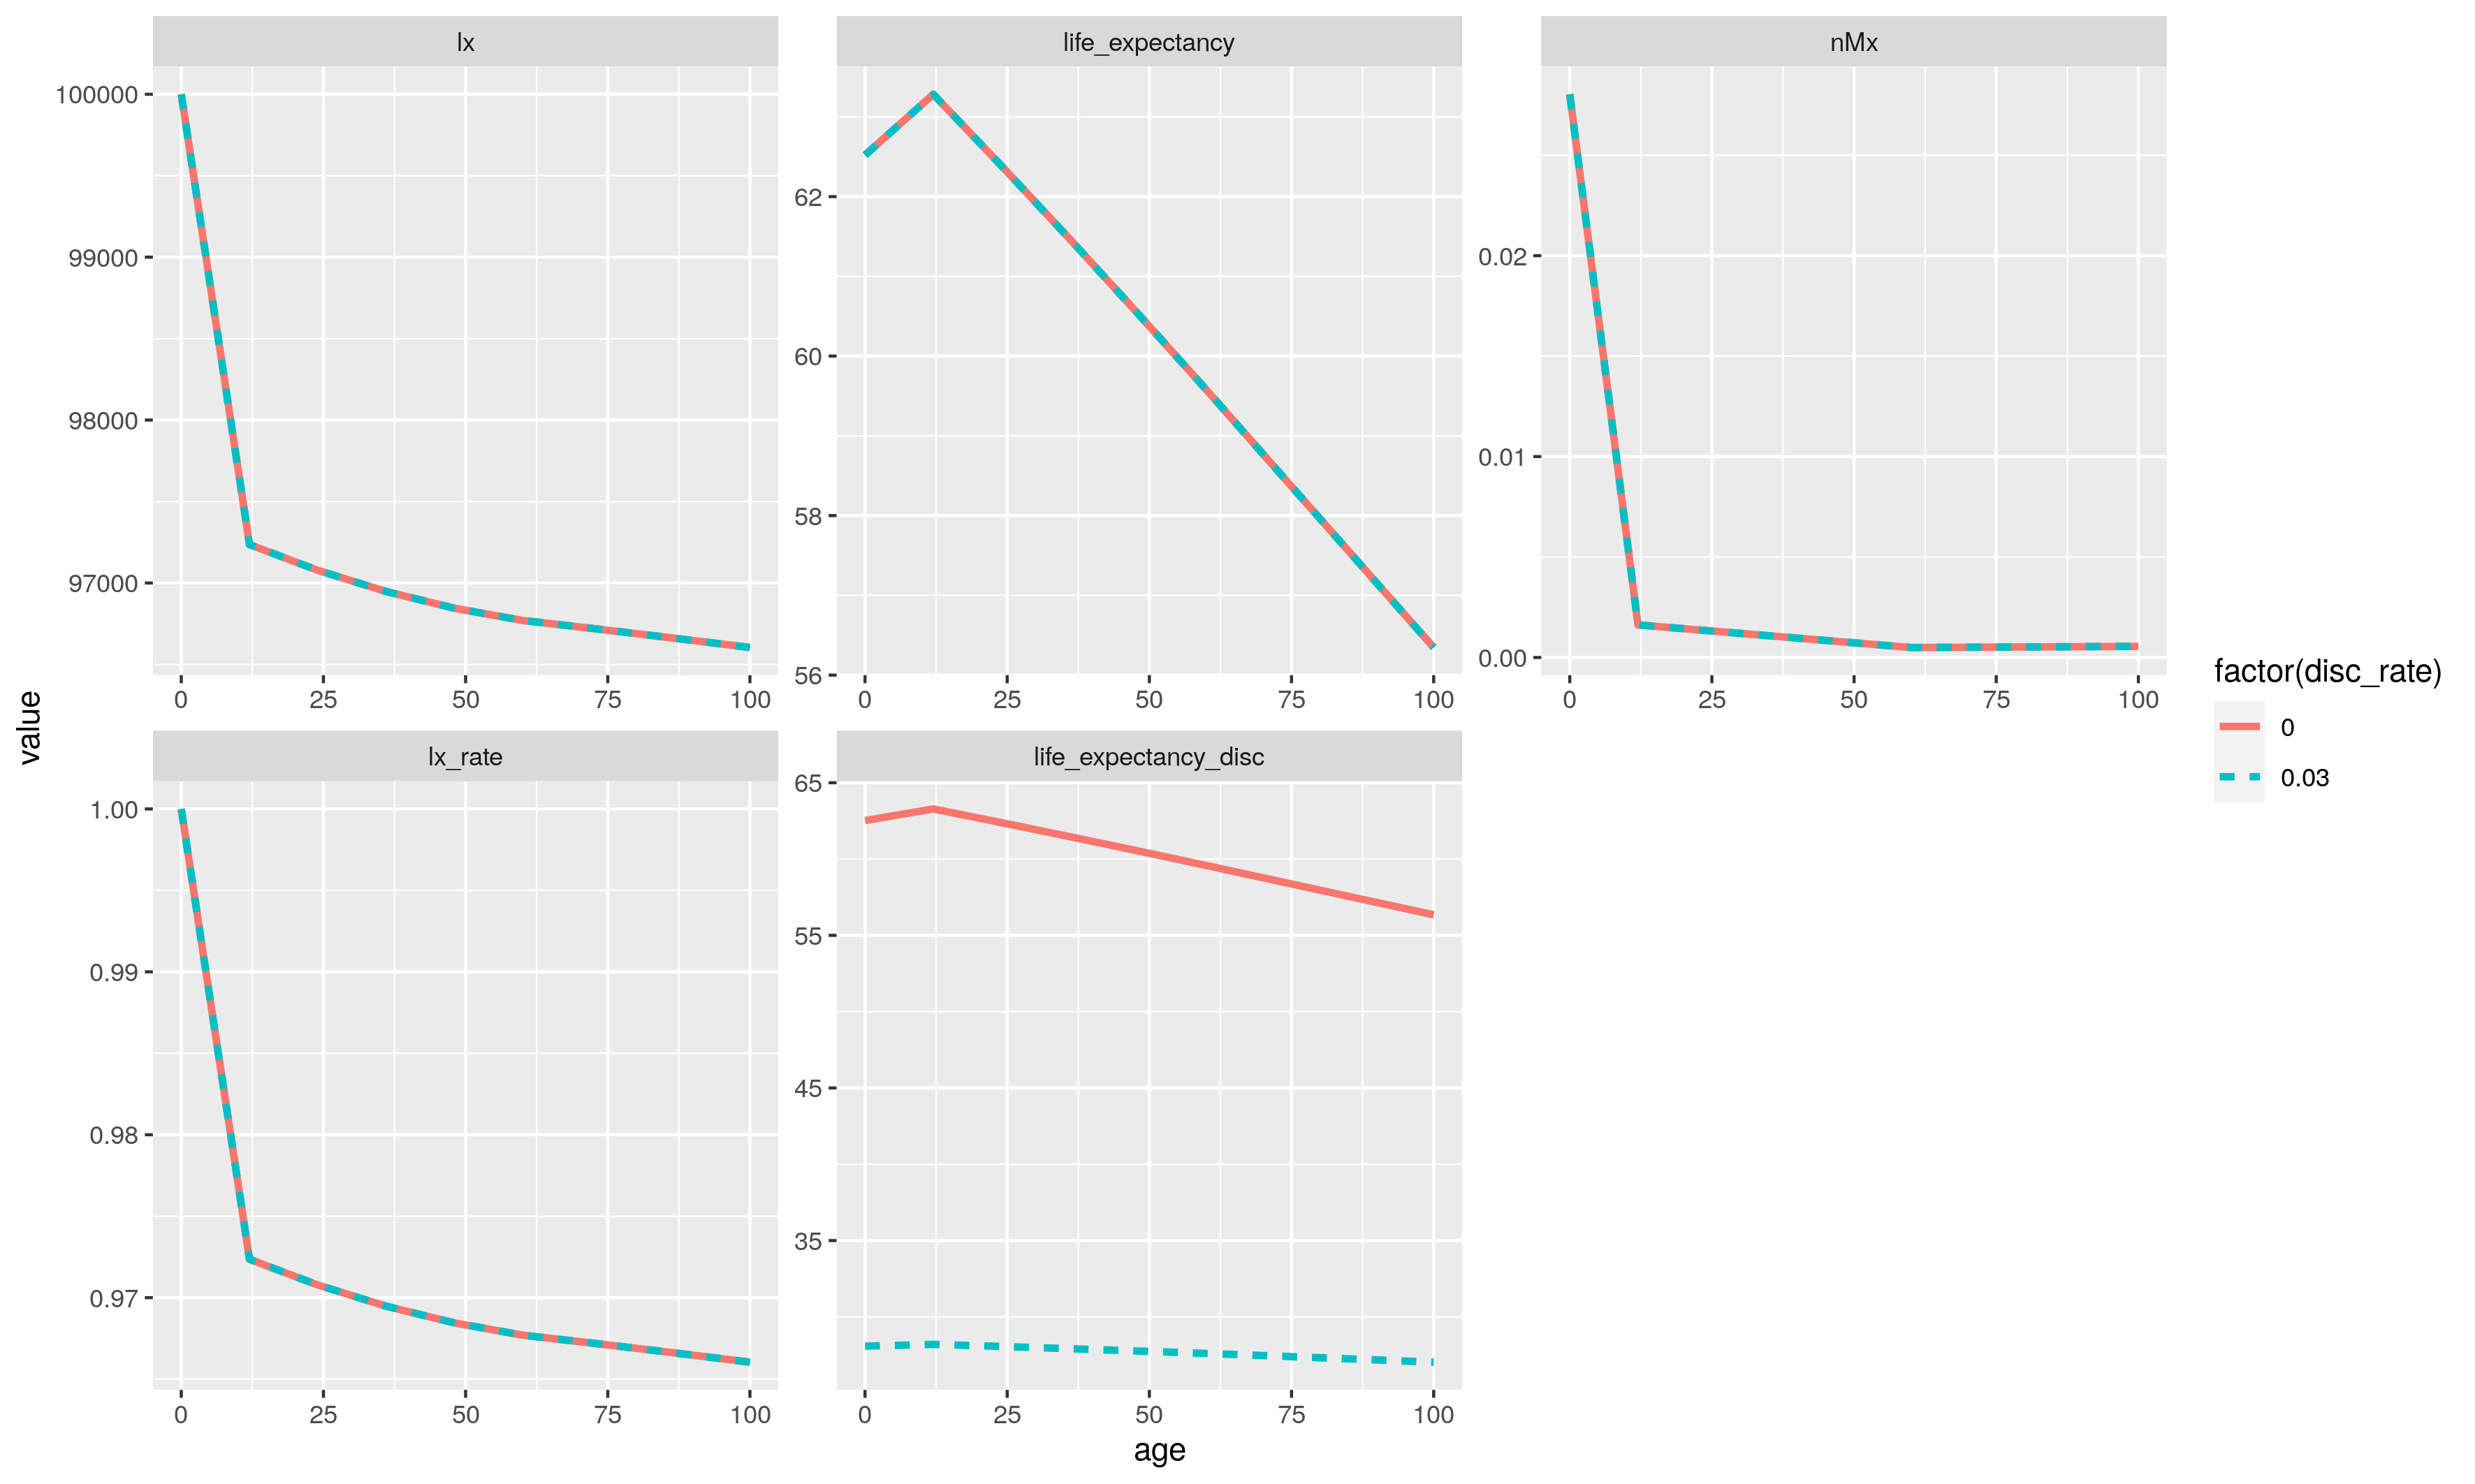 lx
life_expectancy
nMx
100000
99000
98000
97000
62
60
58
56
0.02
0.01
0.00
0 25 50 75 100
0 25 50 75 100
0 25 50 75 100
value
lx_rate
life_expectancy_disc
1.00
0.99
0.98
0.97
65
55
45
35
0 25 50 75 100
0 25 50 75 100
age
factor(disc_rate)
0
0.03